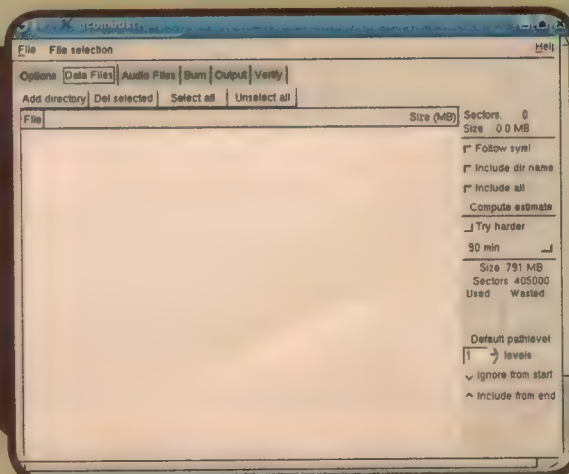 gcombust
File File selection Help
Options Data Files Audio Files Burn Output Verify
Add directory Del selected Select all Unselect all
File Size (MB)
Sectors. 0
Size 0.0 MB
Follow syml
Include dir name
Include all
Compute estimate
Try harder
90 min
Size 791 MB
Sectors 405000
Used Wasted
Default pathlevel
1 levels
Ignore from start
Include from end